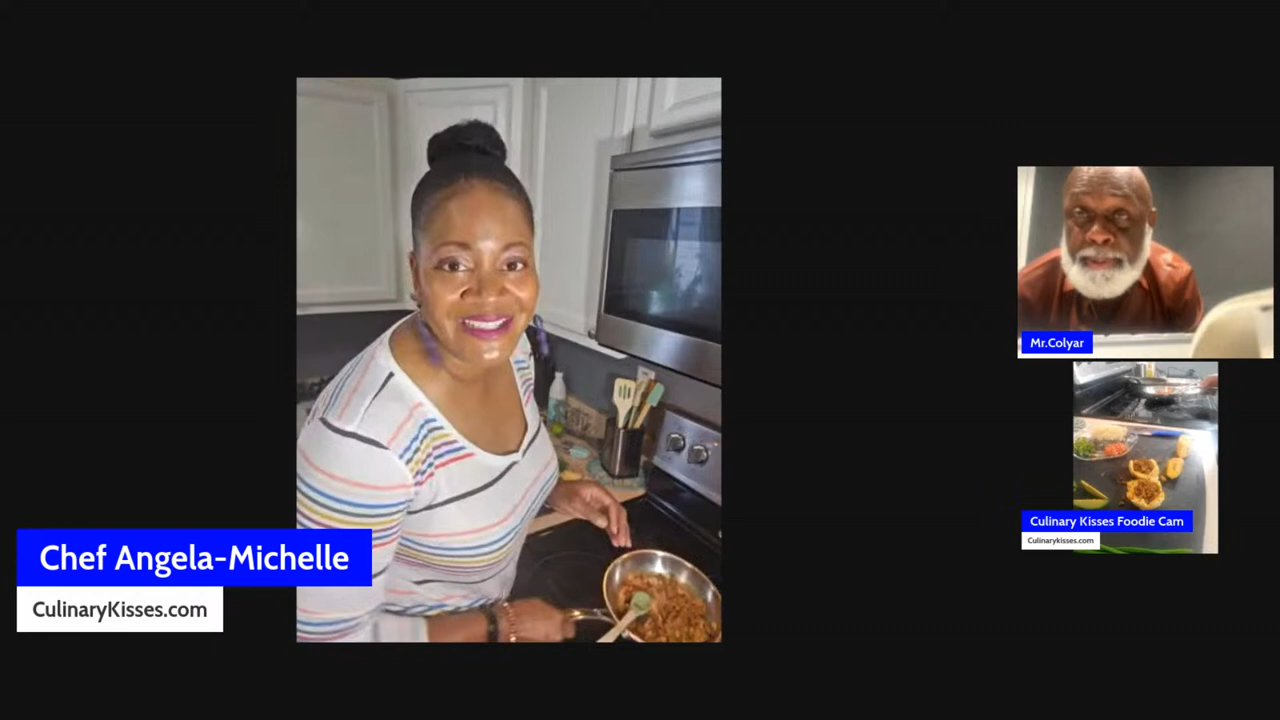 Chef Angela-Michelle
CulinaryKisses.com
Mr.Colyar
Culinary Kisses Foodie Cam
Culinarykisses.com